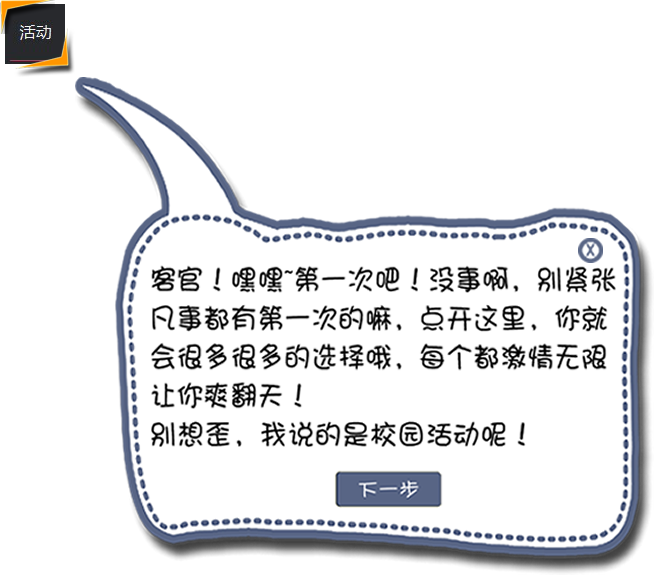 活动
X
客官！嘿嘿~第一次吧！没事啊，别紧张
凡事都有第一次的嘛，点开这里，你就
会很多很多的选择哦，每个都激情无限
让你爽翻天！
别想歪，我说的是校园活动呢！
下一步